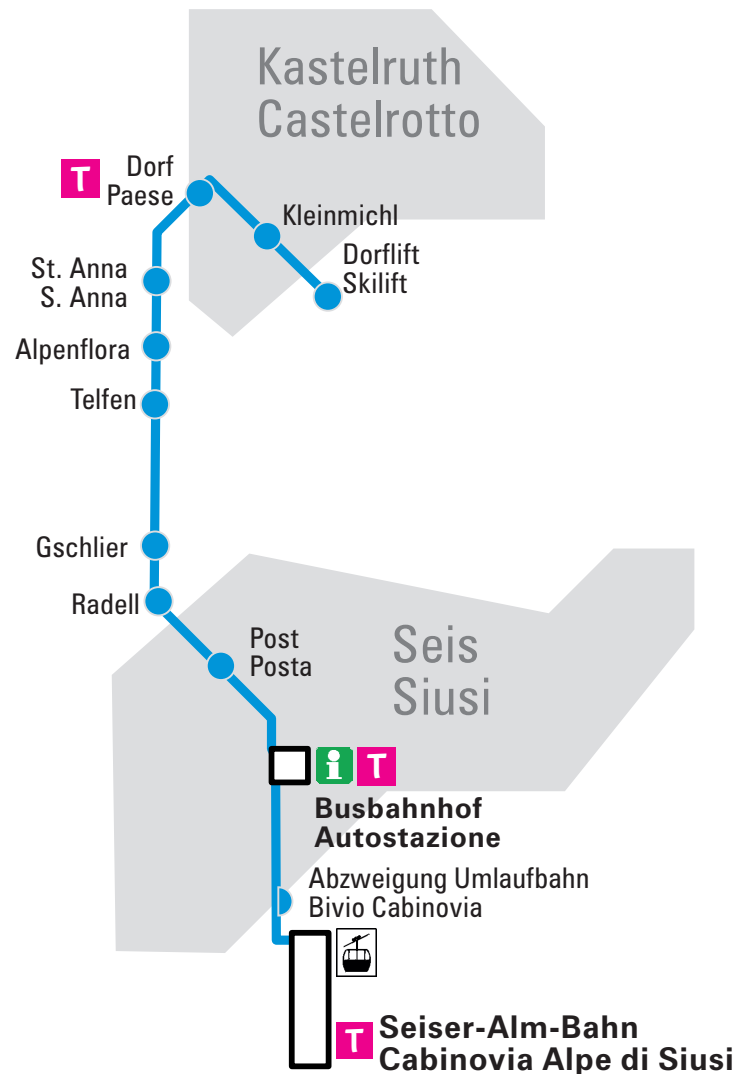 Kastelruth
Castelrotto
T
Dorf
Paese
Kleinmichl
Dorflift
Skilift
St. Anna
S. Anna
Alpenflora
Telfen
Gschlier
Radell
Post
Posta
Seis
Siusi
i T
Busbahnhof
Autostazione
Abzweigung Umlaufbahn
Bivio Cabinovia
T
Seiser-Alm-Bahn
Cabinovia Alpe di Siusi